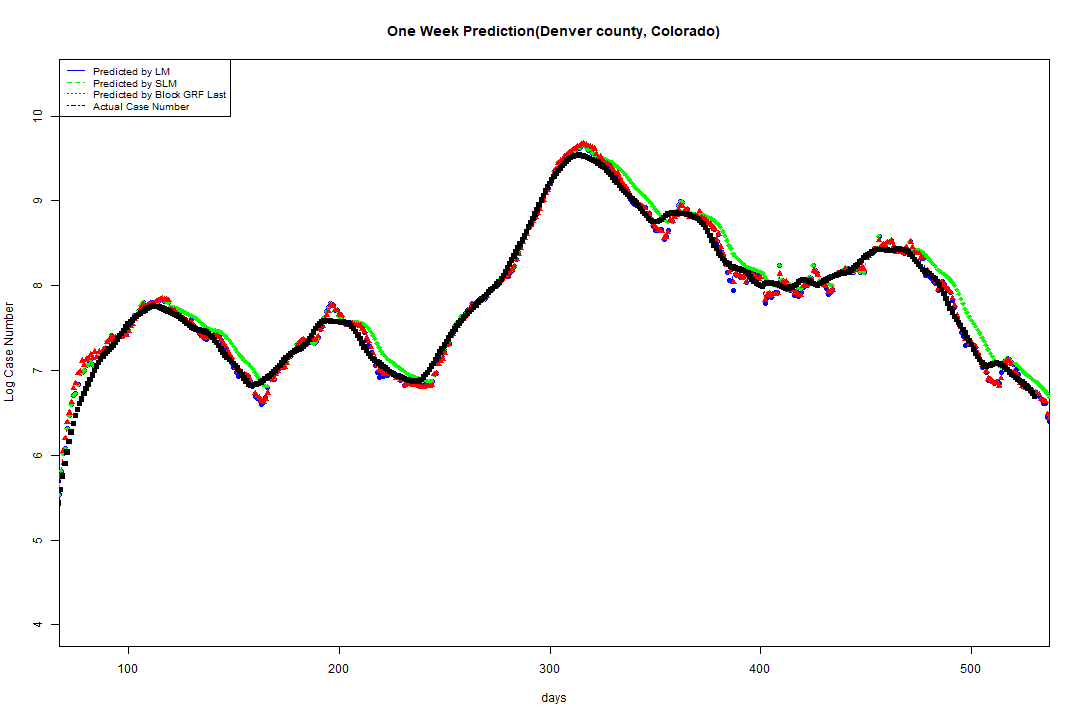 One Week Prediction(Denver county, Colorado)
Predicted by LM
Predicted by SLM
Predicted by Block GRF Last
Actual Case Number
10
9
8
7
6
5
4
Log Case Number
100 200 300 400 500
days